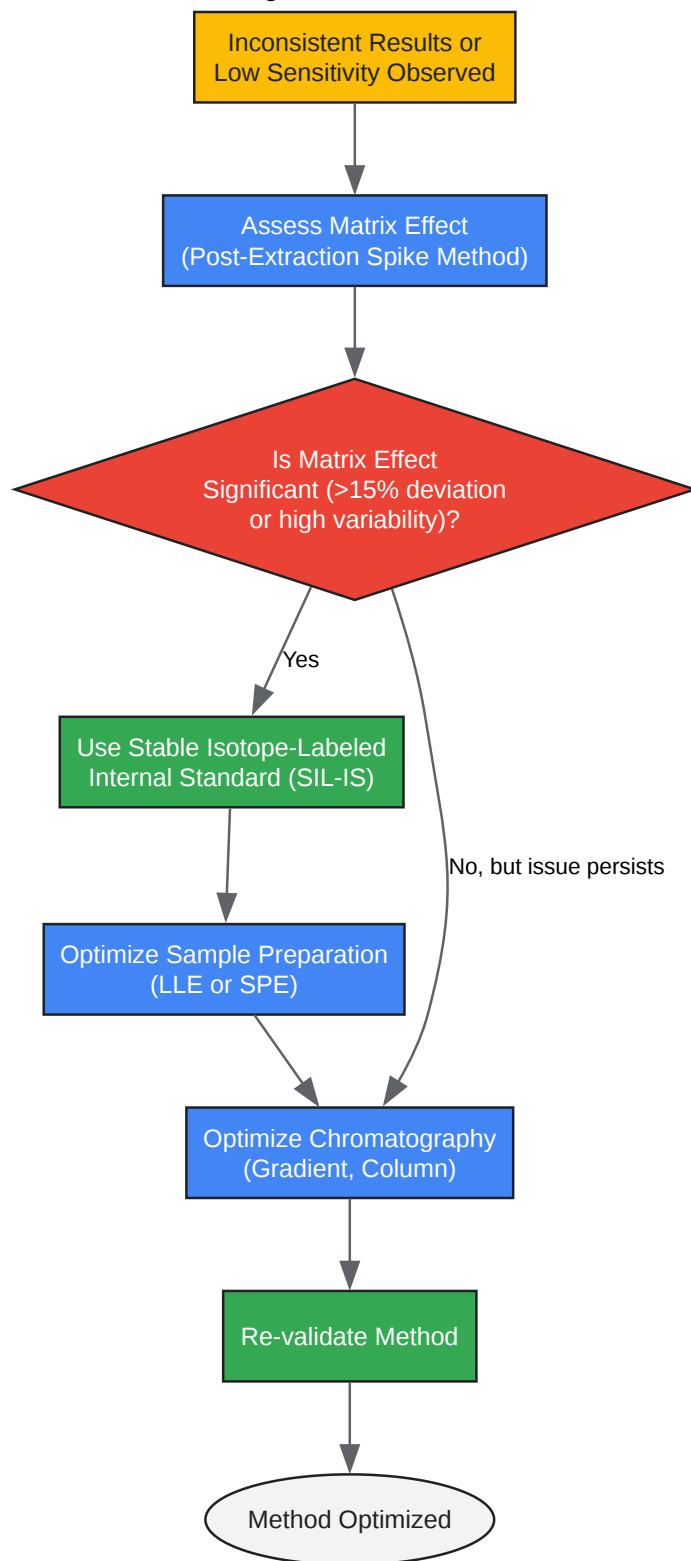 Inconsistent Results or
Low Sensitivity Observed
Assess Matrix Effect
(Post-Extraction Spike Method)
Is Matrix Effect
Significant (>15% deviation
or high variability)?
Yes
Use Stable Isotope-Labeled
Internal Standard (SIL-IS)
No, but issue persists
Optimize Sample Preparation
(LLE or SPE)
Optimize Chromatography
(Gradient, Column)
Re-validate Method
Method Optimized